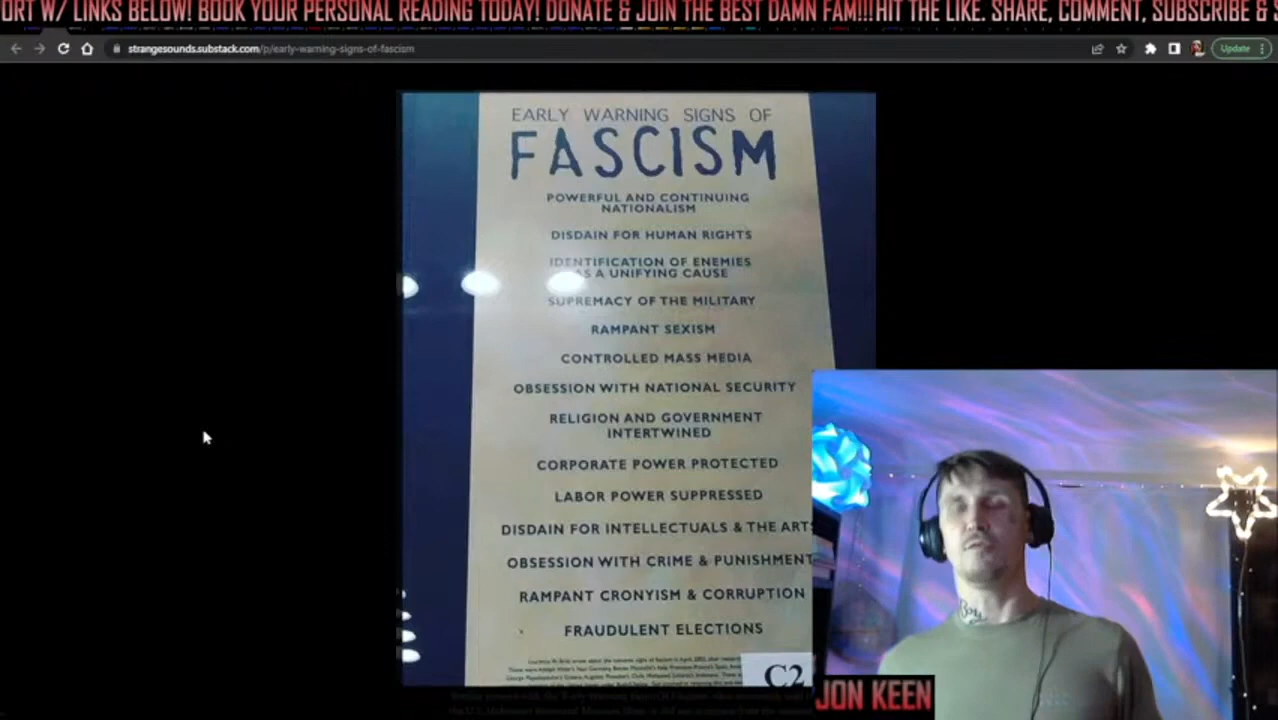 ORT W/ LINKS BELOW! BOOK YOUR PERSONAL READING TODAY! DONATE & JOIN THE BEST DAMN FAM!!! HIT THE LIKE. SHARE, COMMENT, SUBSCRIBE & S
strangesounds.substack.com/p/early-warning-signs-of-fascism
Update
EARLY WARNING SIGNS OF
FASCISM
POWERFUL AND CONTINUING
NATIONALISM
DISDAIN FOR HUMAN RIGHTS
IDENTIFICATION OF ENEMIES
AS A UNIFYING CAUSE
SUPREMACY OF THE MILITARY
RAMPANT SEXISM
CONTROLLED MASS MEDIA
OBSESSION WITH NATIONAL SECURITY
RELIGION AND GOVERNMENT
INTERTWINED
CORPORATE POWER PROTECTED
LABOR POWER SUPPRESSED
DISDAIN FOR INTELLECTUALS & THE ARTS
OBSESSION WITH CRIME & PUNISHMENT
RAMPANT CRONYISM & CORRUPTION
FRAUDULENT ELECTIONS
C2
JON KEEN